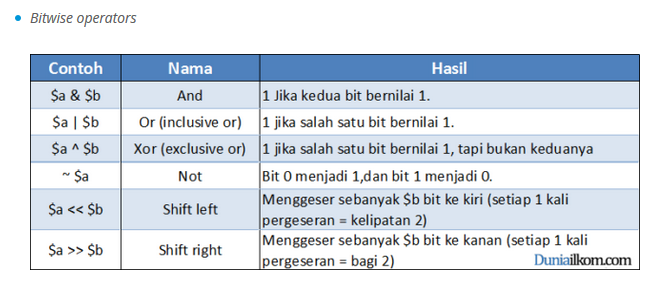 Bitwise operators
Contoh Nama Hasil
$a & $b And 1 Jika kedua bit bernilai 1.
$a | $b Or (inclusive or) 1 jika salah satu bit bernilai 1.
$a ^ $b Xor (exclusive or) 1 jika salah satu bit bernilai 1, tapi bukan keduanya
~ $a Not Bit 0 menjadi 1,dan bit 1 menjadi 0.
$a << $b Shift left Menggeser sebanyak $b bit ke kiri (setiap 1 kali
pergeseran = kelipatan 2)
$a >> $b Shift right Menggeser sebanyak $b bit ke kanan (setiap 1 kali
pergeseran = bagi 2)
Duniailkom.com